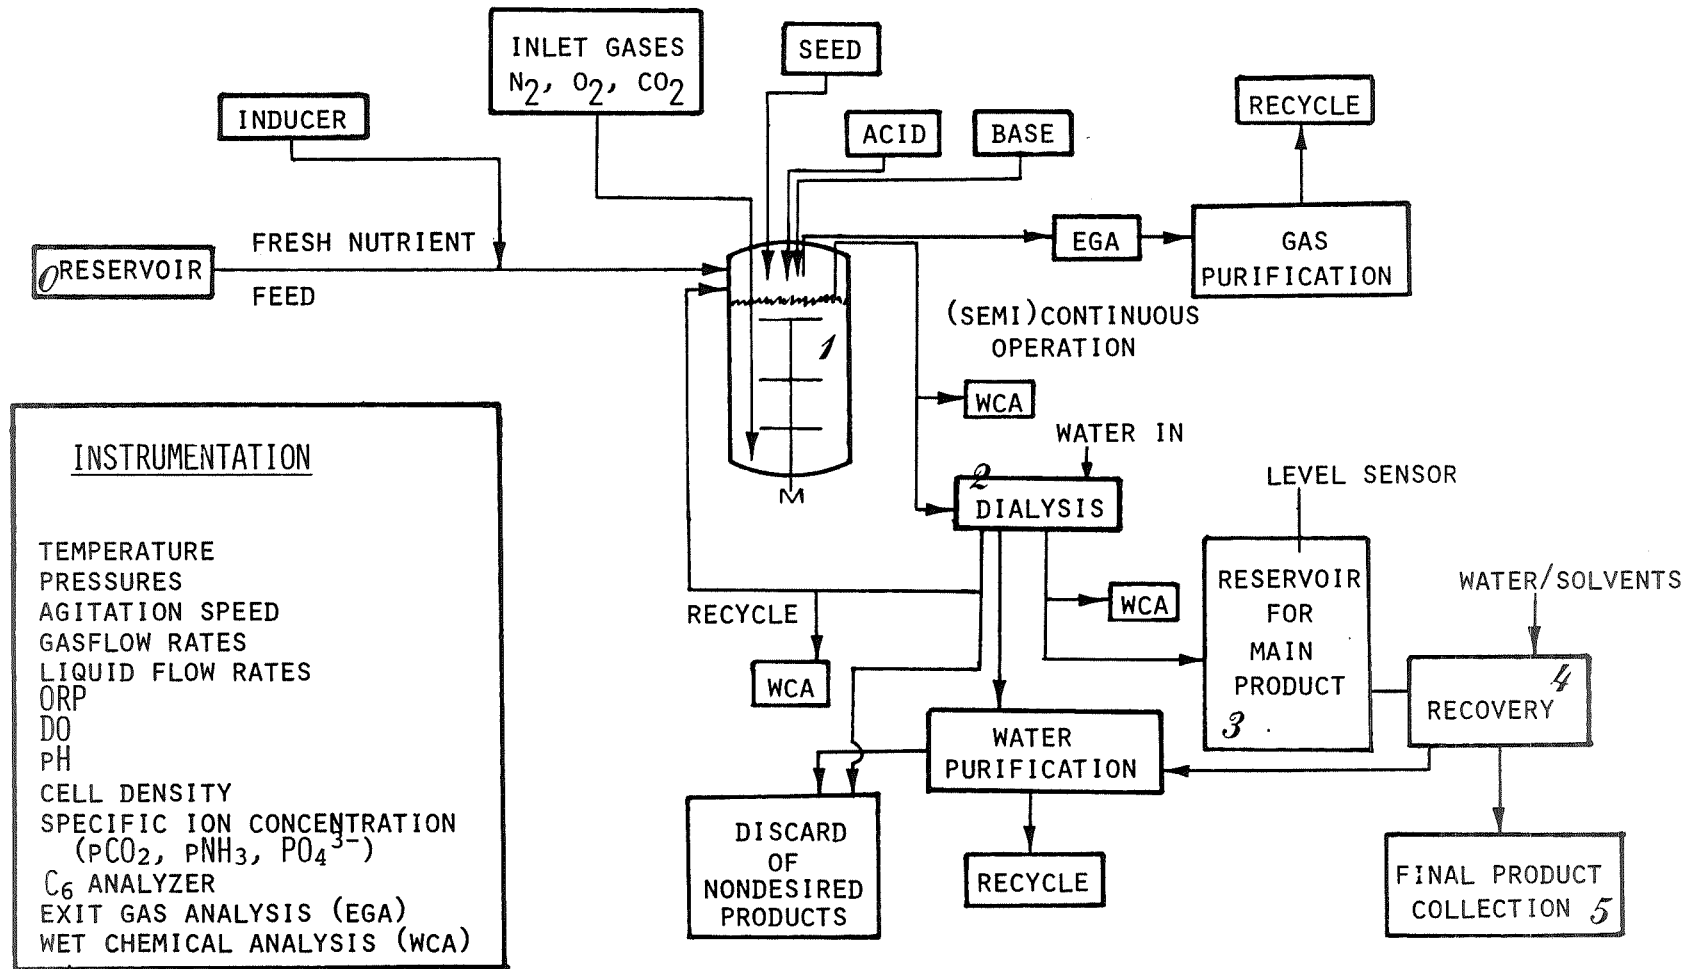 INLET GASES
N2, O2, CO2
SEED
INDUCER
ACID
BASE
RECYCLE
FRESH NUTRIENT
FEED
0 RESERVOIR
EGA
GAS
PURIFICATION
(SEMI)CONTINUOUS
OPERATION
1
M
WCA
WATER IN
2
DIALYSIS
LEVEL SENSOR
RESERVOIR
FOR
MAIN
PRODUCT
3
WATER/SOLVENTS
4
RECOVERY
WCA
RECYCLE
WCA
WATER
PURIFICATION
DISCARD
OF
NONDESIRED
PRODUCTS
RECYCLE
FINAL PRODUCT
COLLECTION 5
INSTRUMENTATION
TEMPERATURE
PRESSURES
AGITATION SPEED
GASFLOW RATES
LIQUID FLOW RATES
ORP
DO
pH
CELL DENSITY
SPECIFIC ION CONCENTRATION
(pCO2, pNH3, PO4 3-)
C6 ANALYZER
EXIT GAS ANALYSIS (EGA)
WET CHEMICAL ANALYSIS (WCA)